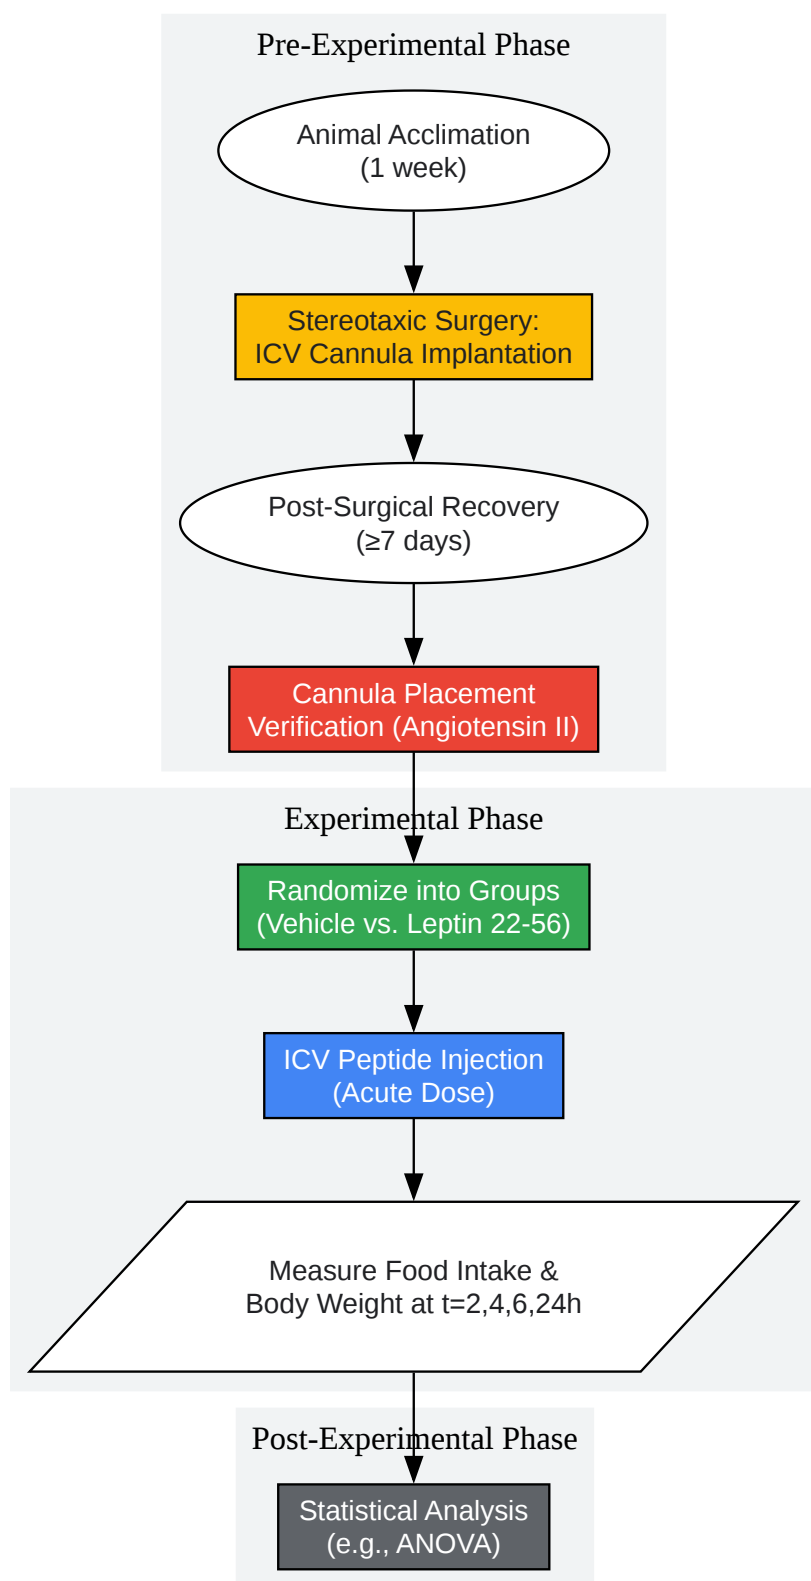 Pre-Experimental Phase
Animal Acclimation
(1 week)
Stereotaxic Surgery:
ICV Cannula Implantation
Post-Surgical Recovery
(≥7 days)
Cannula Placement
Verification (Angiotensin II)
Experimental Phase
Randomize into Groups
(Vehicle vs. Leptin 22-56)
ICV Peptide Injection
(Acute Dose)
Measure Food Intake &
Body Weight at t=2,4,6,24h
Post-Experimental Phase
Statistical Analysis
(e.g., ANOVA)